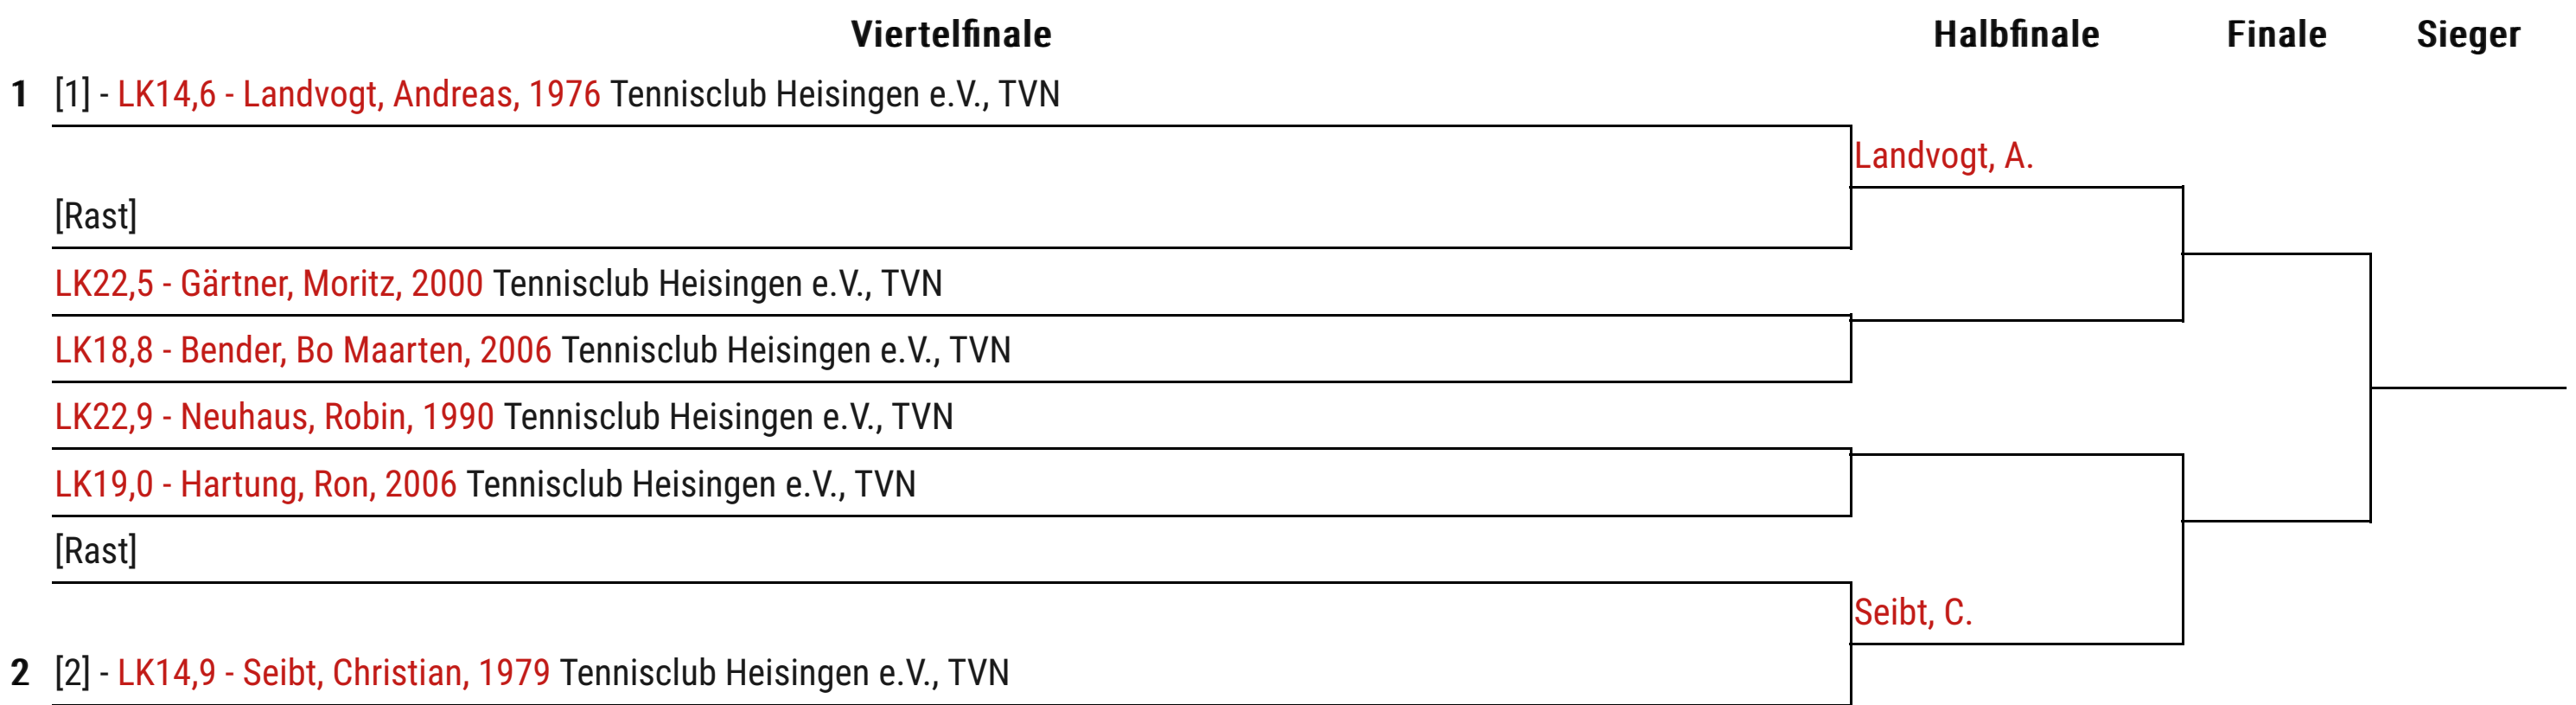 Viertelfinale Halbfinale Finale Sieger
1 [1] - LK14,6 - Landvogt, Andreas, 1976 Tennisclub Heisingen e.V., TVN
Landvogt, A.
[Rast]
LK22,5 - Gärtner, Moritz, 2000 Tennisclub Heisingen e.V., TVN
LK18,8 - Bender, Bo Maarten, 2006 Tennisclub Heisingen e.V., TVN
LK22,9 - Neuhaus, Robin, 1990 Tennisclub Heisingen e.V., TVN
LK19,0 - Hartung, Ron, 2006 Tennisclub Heisingen e.V., TVN
[Rast]
Seibt, C.
2 [2] - LK14,9 - Seibt, Christian, 1979 Tennisclub Heisingen e.V., TVN